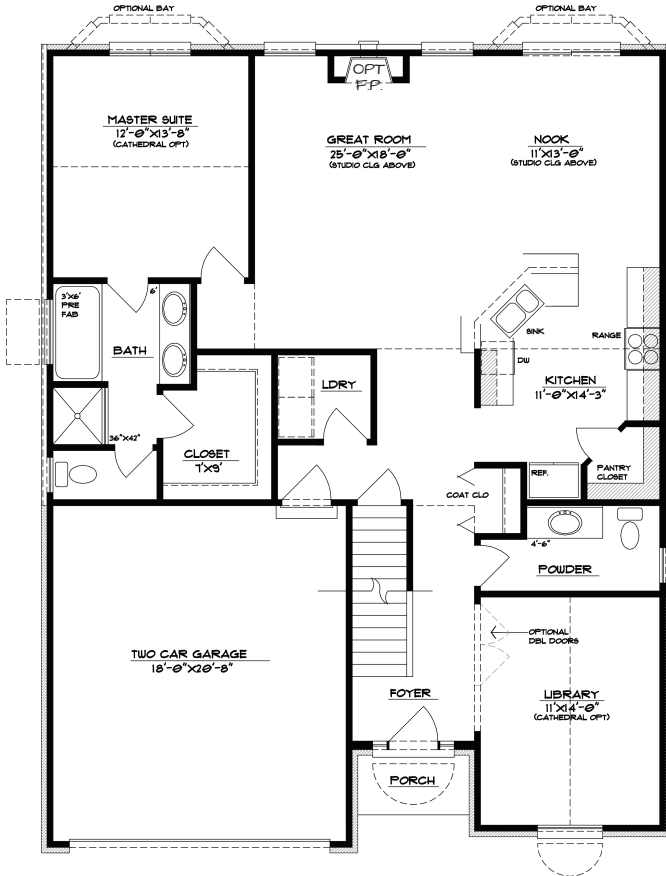 OPTIONAL BAY
OPTIONAL BAY
OPT
F.P.
MASTER SUITE
12'-0"X13'-8"
(CATHEDRAL OPT)
GREAT ROOM
25'-0"X18'-0"
(STUDIO CLG ABOVE)
NOOK
11'X13'-0"
(STUDIO CLG ABOVE)
3'X6'
PRE
FAB
6'
BATH
SINK
RANGE
DW
KITCHEN
11'-0"X14'-3"
LDRY
36"X42"
CLOSET
7'X9'
REF.
PANTRY
CLOSET
COAT CLO
4'-6"
POWDER
OPTIONAL
DBL DOORS
TWO CAR GARAGE
18'-0"X20'-8"
FOYER
LIBRARY
11'X14'-0"
(CATHEDRAL OPT)
PORCH